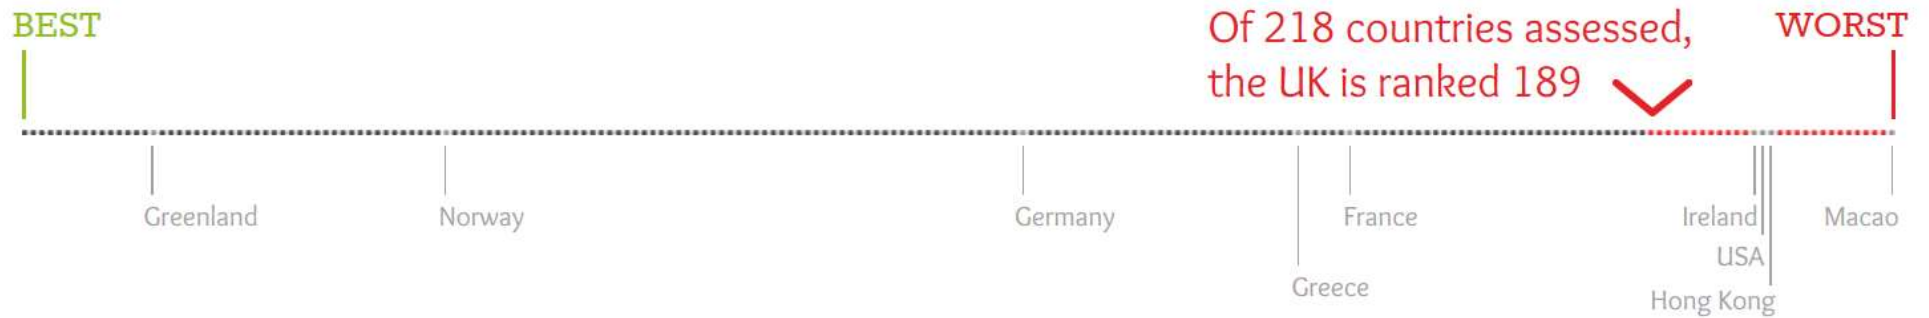 BEST
Of 218 countries assessed,
the UK is ranked 189
WORST
Greenland
Norway
Germany
Greece
France
Ireland
USA
Hong Kong
Macao